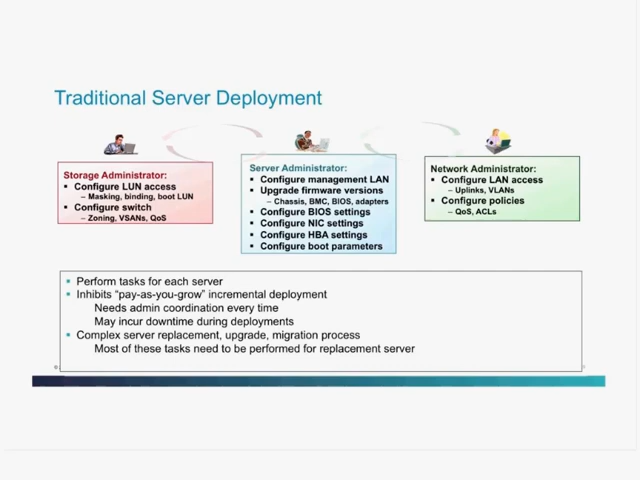 Traditional Server Deployment
Storage Administrator:
▪ Configure LUN access
– Masking, binding, boot LUN
▪ Configure switch
– Zoning, VSANs, QoS
Server Administrator:
▪ Configure management LAN
▪ Upgrade firmware versions
– Chassis, BMC, BIOS, adapters
▪ Configure BIOS settings
▪ Configure NIC settings
▪ Configure HBA settings
▪ Configure boot parameters
Network Administrator:
▪ Configure LAN access
– Uplinks, VLANs
▪ Configure policies
– QoS, ACLs
▪ Perform tasks for each server
▪ Inhibits “pay-as-you-grow” incremental deployment
Needs admin coordination every time
May incur downtime during deployments
▪ Complex server replacement, upgrade, migration process
Most of these tasks need to be performed for replacement server